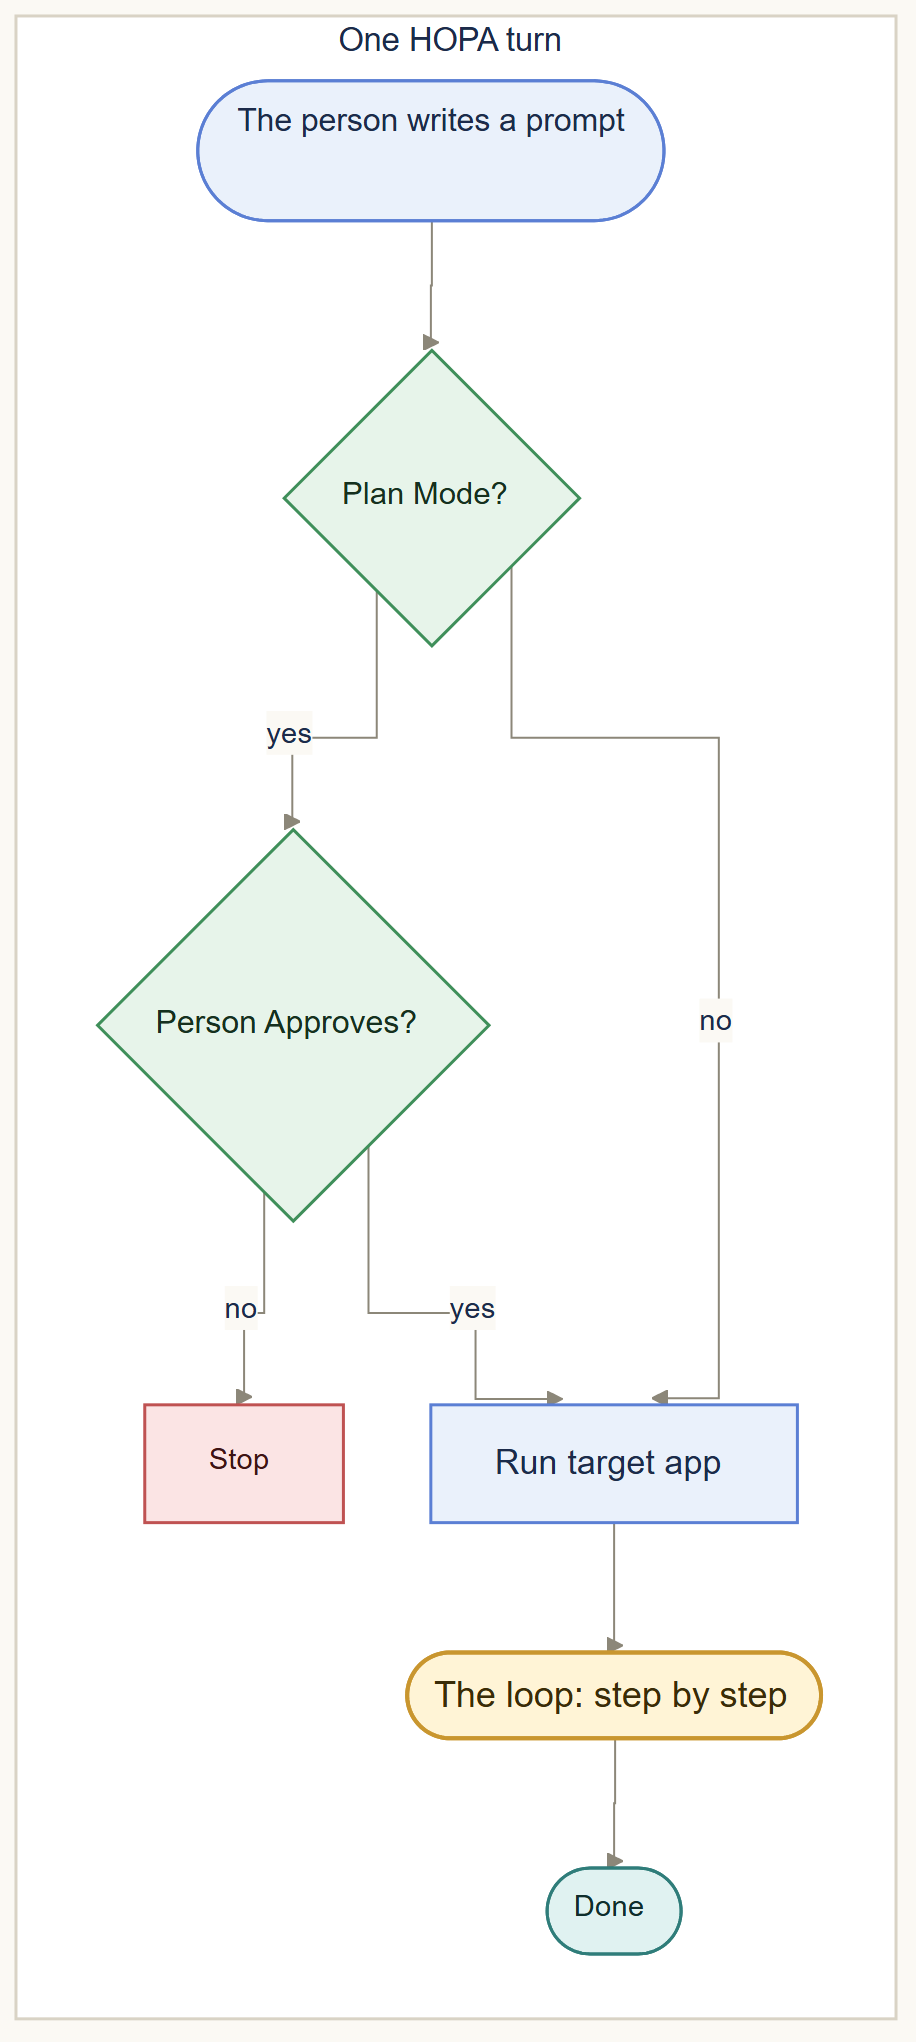 One HOPA turn
The person writes a prompt
Plan Mode?
yes
Person Approves?
no
no
yes
Stop
Run target app
The loop: step by step
Done